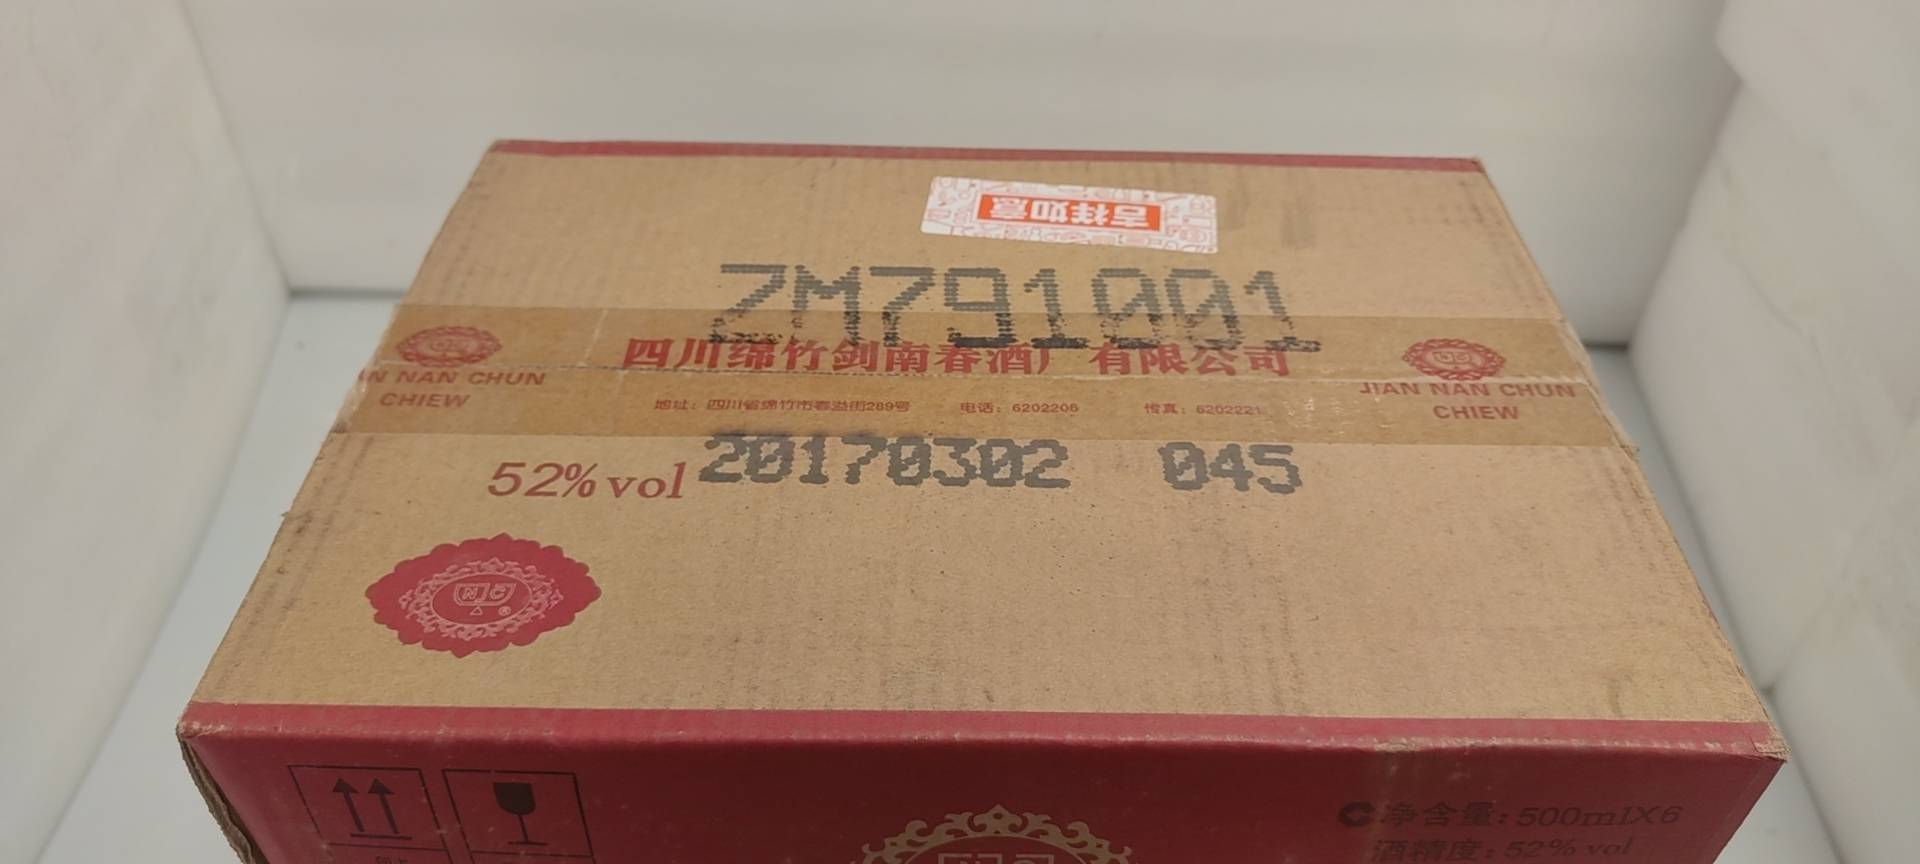 吉祥如意
ZM791001
四川绵竹剑南春酒厂有限公司
N NAN CHUN
CHIEW
地址：四川省绵竹市春溢街289号 电话：6202206 传真：6202221
JIAN NAN CHUN
CHIEW
52% vol
20170302 045
NJC
®
净含量：500mlX6
酒精度：52% vol